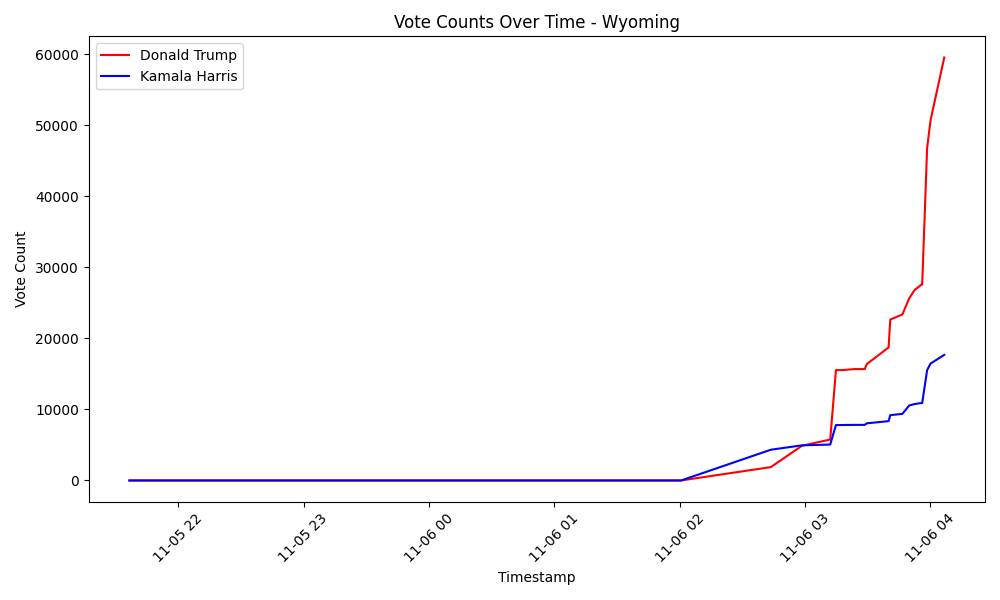 Vote Counts Over Time - Wyoming
Donald Trump
Kamala Harris
60000
50000
40000
30000
20000
10000
0
Vote Count
11-05 22
11-05 23
11-06 00
11-06 01
11-06 02
11-06 03
11-06 04
Timestamp